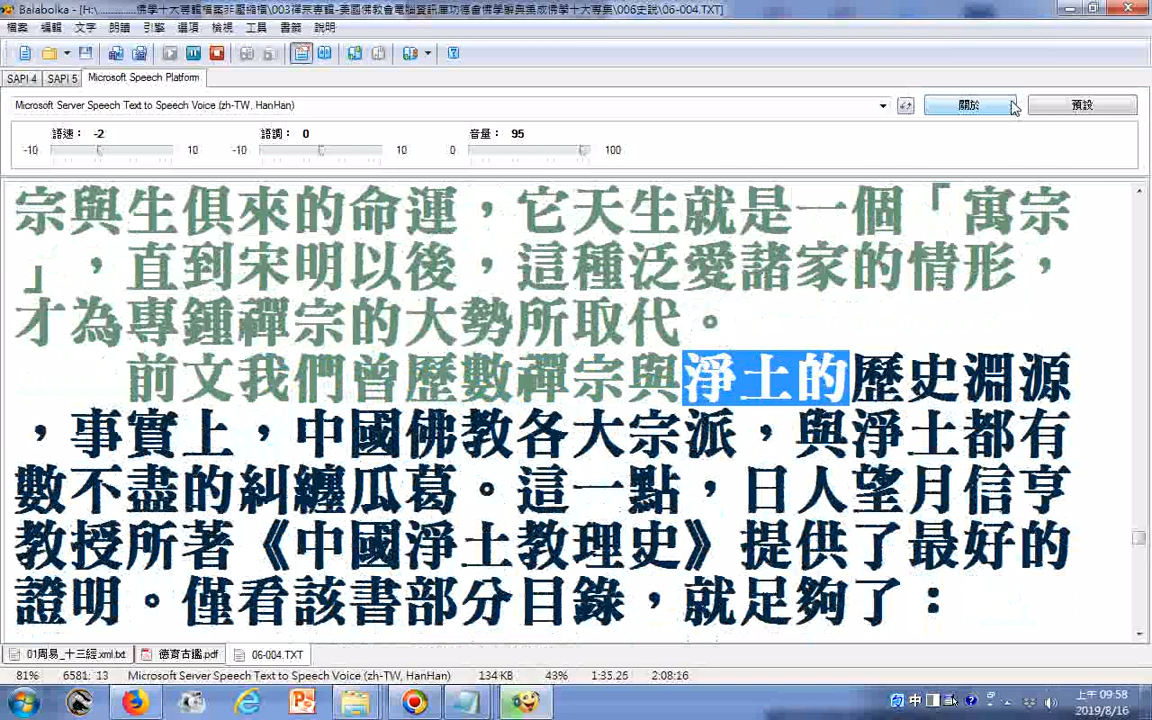 Balabolka - [H:\............佛學十大專輯檔案非壓縮檔\003禪宗專輯-美國佛教會電腦資訊庫功德會佛學辭典集成佛學十大專集\006史說\06-004.TXT]
檔案 編輯 文字 朗讀 引擎 選項 檢視 工具 書籤 說明
SAPI 4 SAPI 5 Microsoft Speech Platform
Microsoft Server Speech Text to Speech Voice (zh-TW, HanHan) 關於 預設
語速： -2 語調： 0 音量： 95
-10 10 -10 10 0 100
宗與生俱來的命運，它天生就是一個「寓宗
」，直到宋明以後，這種泛愛諸家的情形，
才為專鍾禪宗的大勢所取代。
前文我們曾歷數禪宗與淨土的歷史淵源
，事實上，中國佛教各大宗派，與淨土都有
數不盡的糾纏瓜葛。這一點，日人望月信亨
教授所著《中國淨土教理史》提供了最好的
證明。僅看該書部分目錄，就足夠了：
01周易_十三經.xml.txt 德育古鑑.pdf 06-004.TXT
81% 6581: 13 Microsoft Server Speech Text to Speech Voice (zh-TW, HanHan) 134 KB 43% 1:35.25 2:08:16
中 上午 09:58
2019/8/16